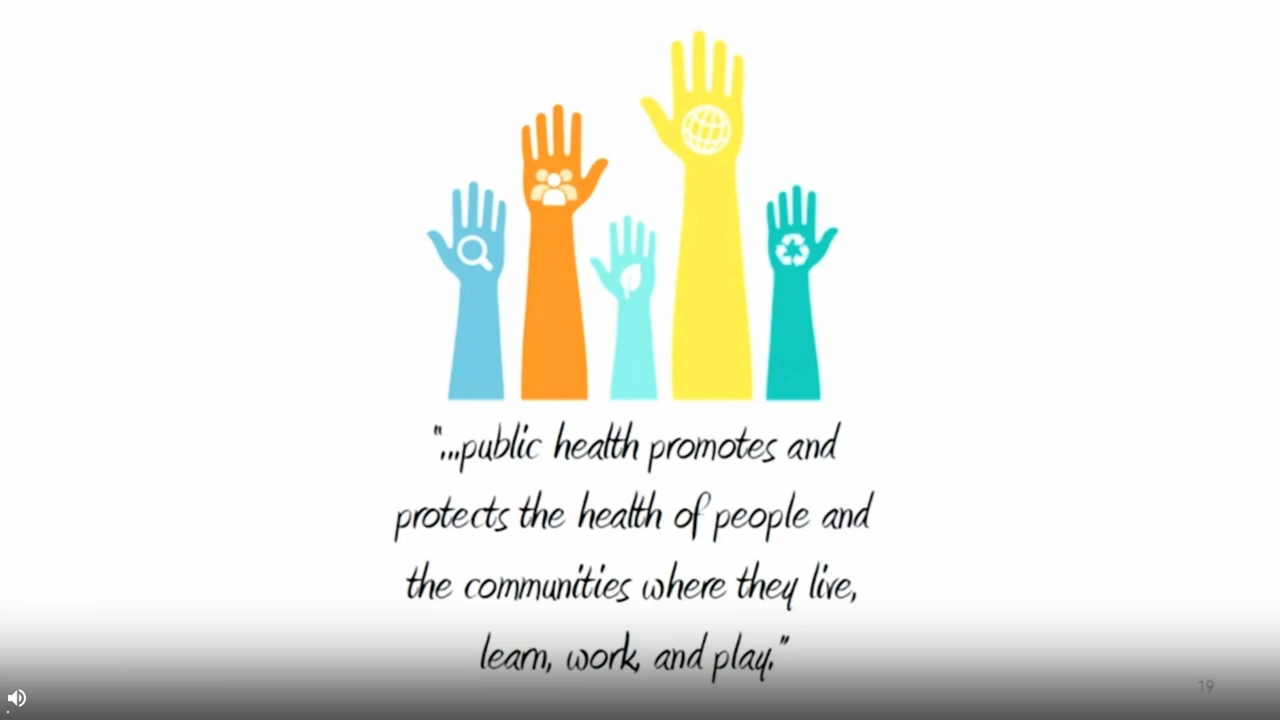 "...public health promotes and
protects the health of people and
the communities where they live,
learn, work, and play."
19